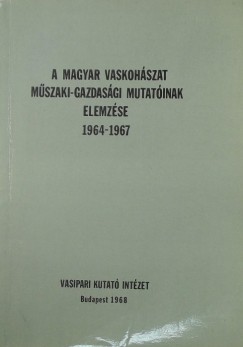 A MAGYAR VASKOHÁSZAT
MŰSZAKI-GAZDASÁGI MUTATÓINAK
ELEMZÉSE
1964-1967
VASIPARI KUTATÓ INTÉZET
Budapest 1968